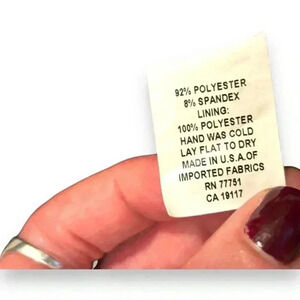 92% POLYESTER
8% SPANDEX
LINING:
100% POLYESTER
HAND WAS COLD
LAY FLAT TO DRY
MADE IN U.S.A.OF
IMPORTED FABRICS
RN 77751
CA 19117